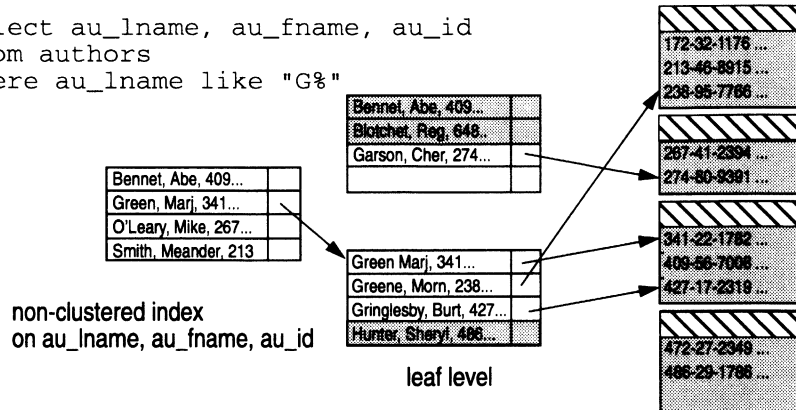 lect au_lname, au_fname, au_id
om authors
ere au_lname like "G%"
Bennet, Abe, 409...
Green, Marj, 341...
O'Leary, Mike, 267...
Smith, Meander, 213
non-clustered index
on au_lname, au_fname, au_id
Bennet, Abe, 409...
Blotchet, Reg, 648..
Garson, Cher, 274...
Green Marj, 341...
Greene, Morn, 238...
Gringlesby, Burt, 427...
Hunter, Sheryl, 486...
leaf level
172-32-1176 ...
213-46-8915 ...
238-95-7766 ...
267-41-2394 ...
274-80-9391 ...
341-22-1782 ...
409-56-7008 ...
427-17-2319 ...
472-27-2349 ...
486-29-1786 ...